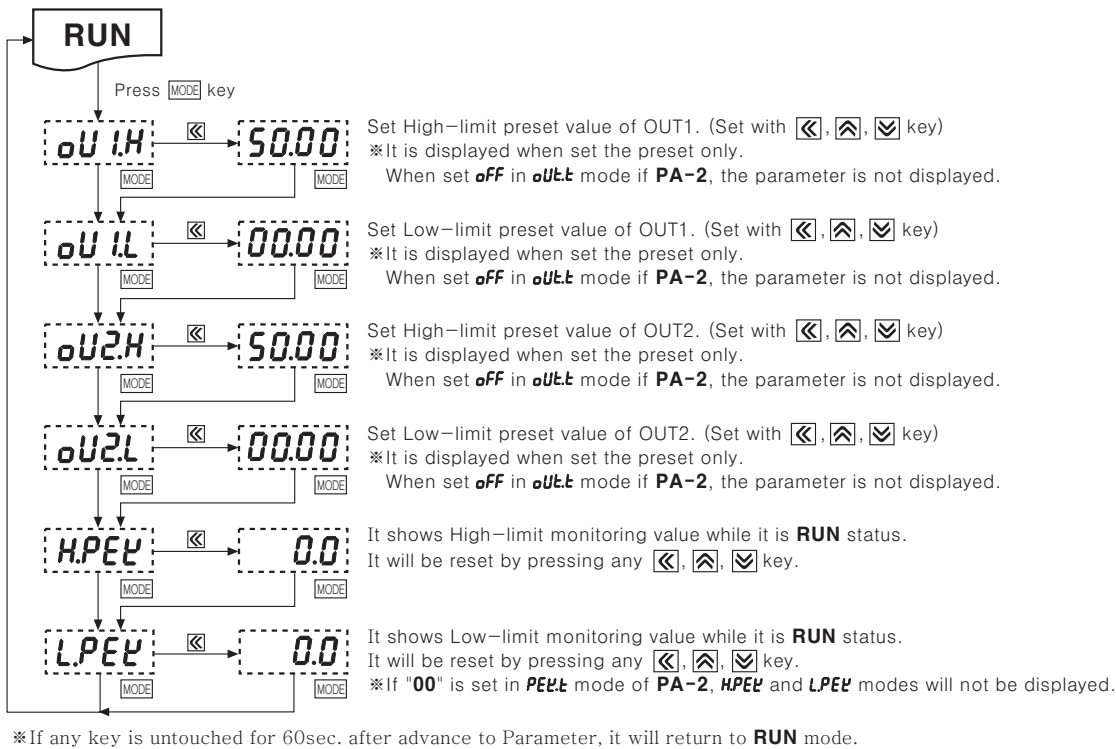 RUN
Press MODE key
oU1.H 50.00 Set High-limit preset value of OUT1. (Set with «, , key)
※It is displayed when set the preset only.
MODE MODE When set oFF in oUt.t mode if PA-2, the parameter is not displayed.
oU1.L 00.00 Set Low-limit preset value of OUT1. (Set with «, , key)
※It is displayed when set the preset only.
MODE MODE When set oFF in oUt.t mode if PA-2, the parameter is not displayed.
oU2.H 50.00 Set High-limit preset value of OUT2. (Set with «, , key)
※It is displayed when set the preset only.
MODE MODE When set oFF in oUt.t mode if PA-2, the parameter is not displayed.
oU2.L 00.00 Set Low-limit preset value of OUT2. (Set with «, , key)
※It is displayed when set the preset only.
MODE MODE When set oFF in oUt.t mode if PA-2, the parameter is not displayed.
H.PEK 0.0 It shows High-limit monitoring value while it is RUN status.
It will be reset by pressing any «, , key.
MODE MODE
L.PEK 0.0 It shows Low-limit monitoring value while it is RUN status.
It will be reset by pressing any «, , key.
MODE MODE ※If "00" is set in PEK.t mode of PA-2, H.PEK and L.PEK modes will not be displayed.
※If any key is untouched for 60sec. after advance to Parameter, it will return to RUN mode.